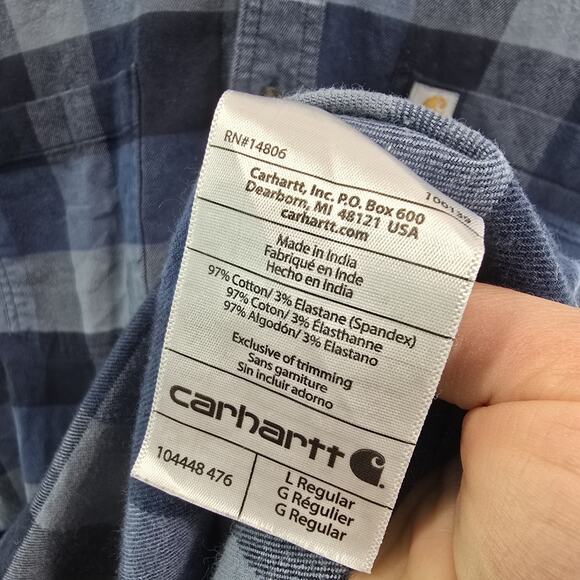 RN#14806
100139
Carhartt, Inc. P.O. Box 600
Dearborn, MI 48121 USA
carhartt.com
Made in India
Fabriqué en Inde
Hecho en India
97% Cotton/ 3% Elastane (Spandex)
97% Coton/ 3% Élasthanne
97% Algodón/ 3% Elastano
Exclusive of trimming
Sans garniture
Sin incluir adorno
carhartt
104448 476
L Regular
G Régulier
G Regular